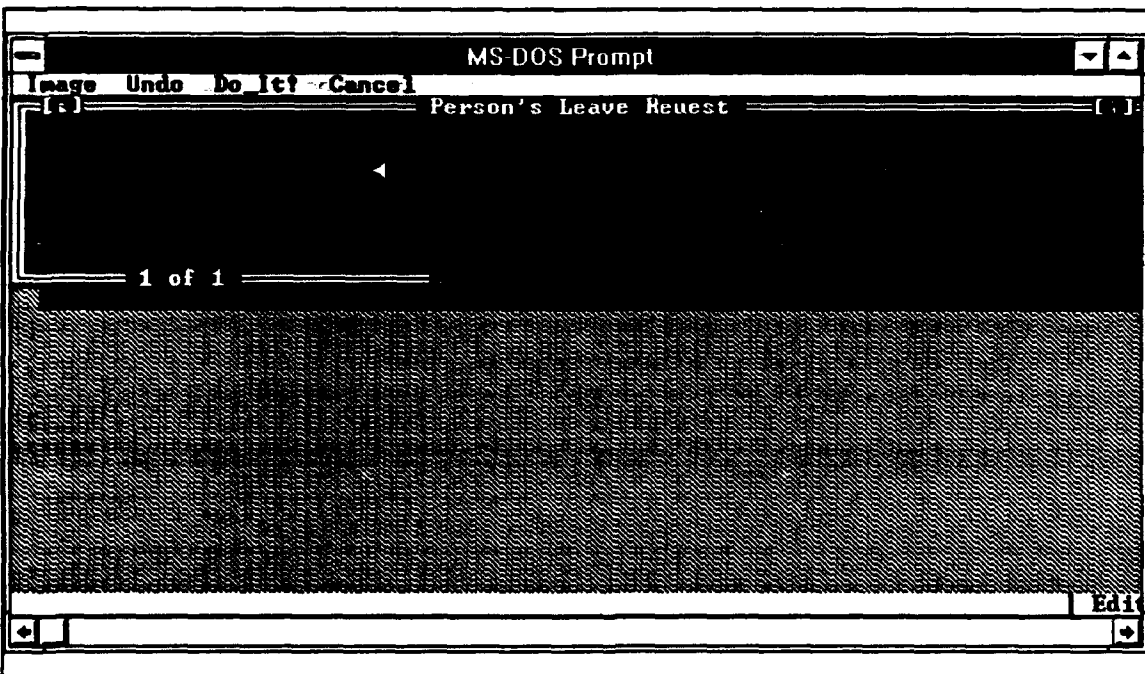 MS-DOS Prompt
Image Undo Do_It! Cancel
Person's Leave Reuest
1 of 1
Edit